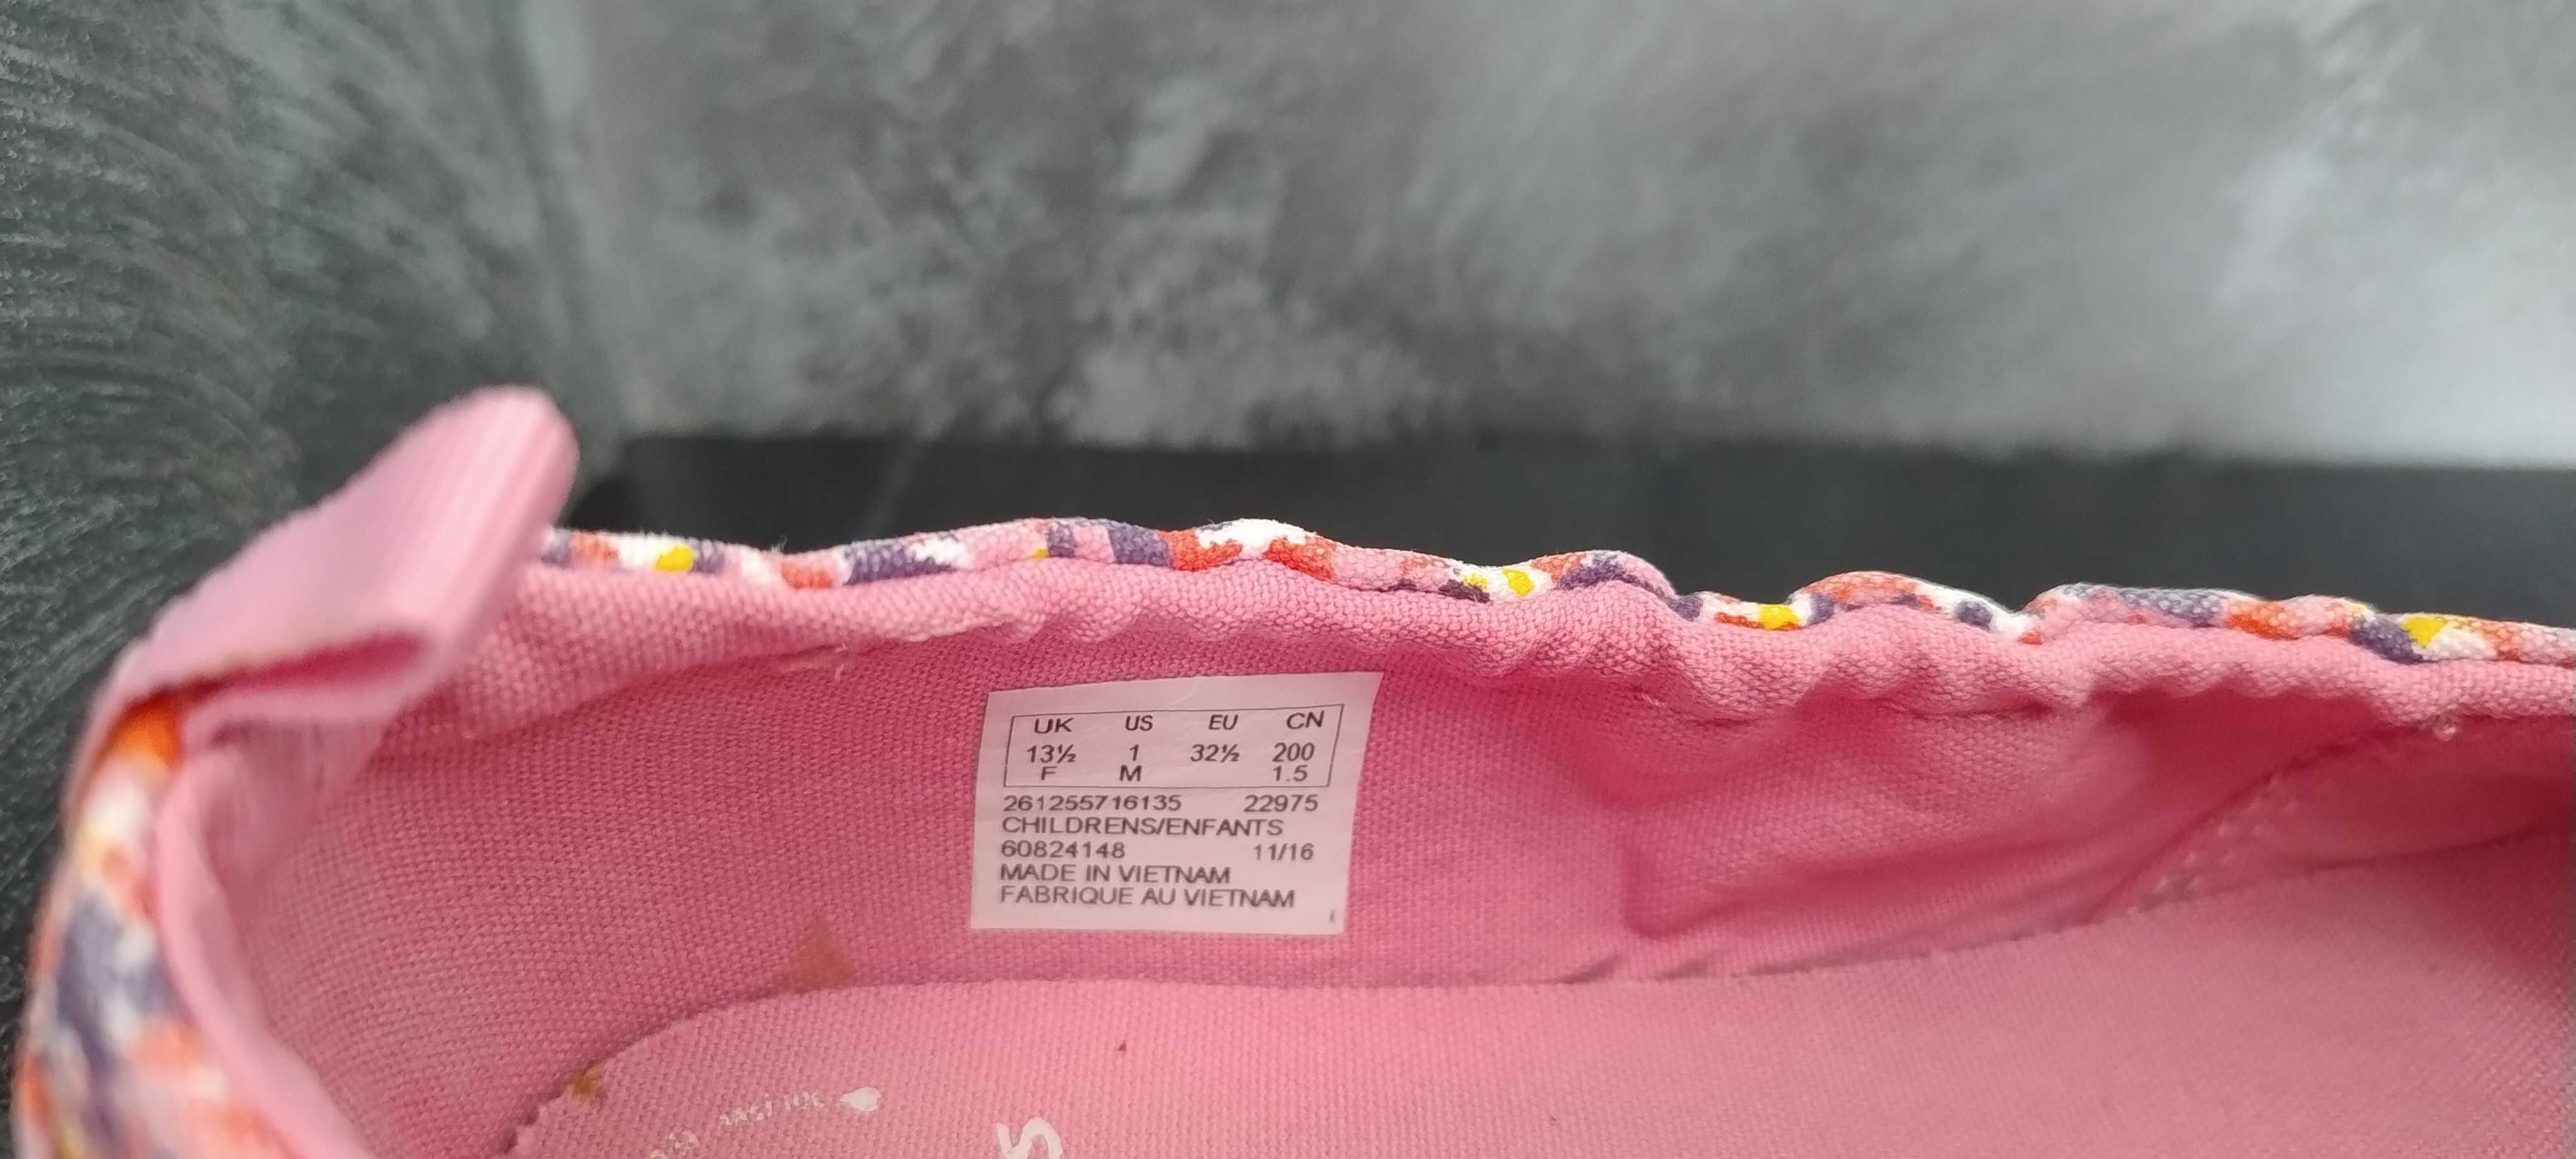 UK US EU CN
13½ 1 32½ 200
F M 1.5
261255716135 22975
CHILDRENS/ENFANTS
60824148 11/16
MADE IN VIETNAM
FABRIQUE AU VIETNAM